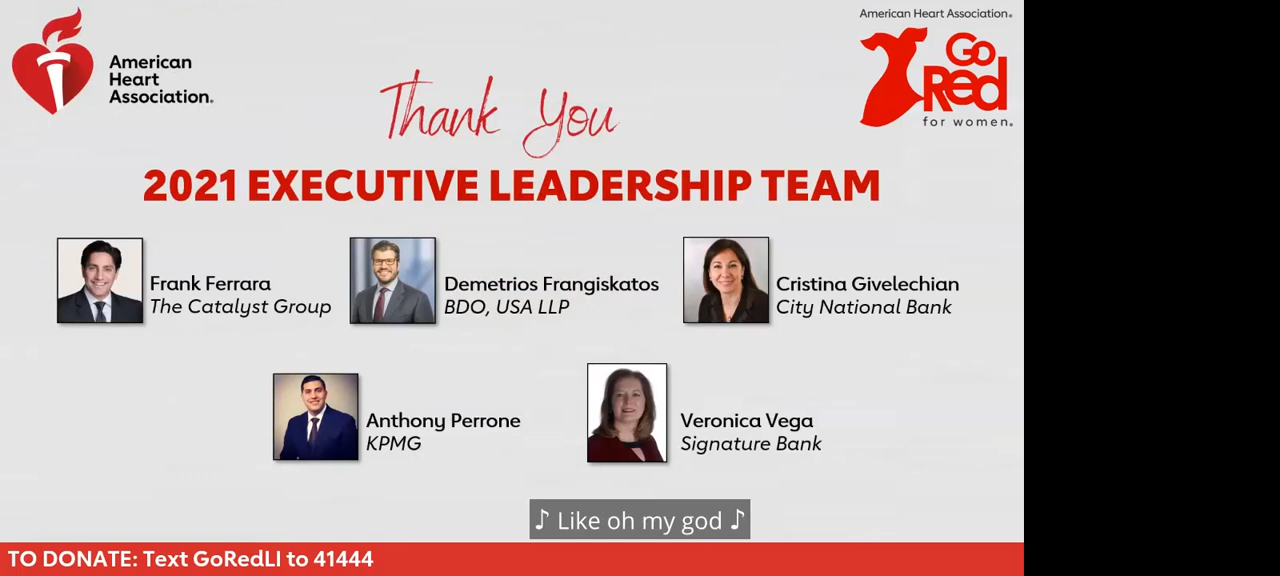 American Heart Association®
American
Heart
Association®
Go
Red
for women®
Thank You
2021 EXECUTIVE LEADERSHIP TEAM
Frank Ferrara
The Catalyst Group
Demetrios Frangiskatos
BDO, USA LLP
Cristina Givelechian
City National Bank
Anthony Perrone
KPMG
Veronica Vega
Signature Bank
♪ Like oh my god ♪
TO DONATE: Text GoRedLI to 41444